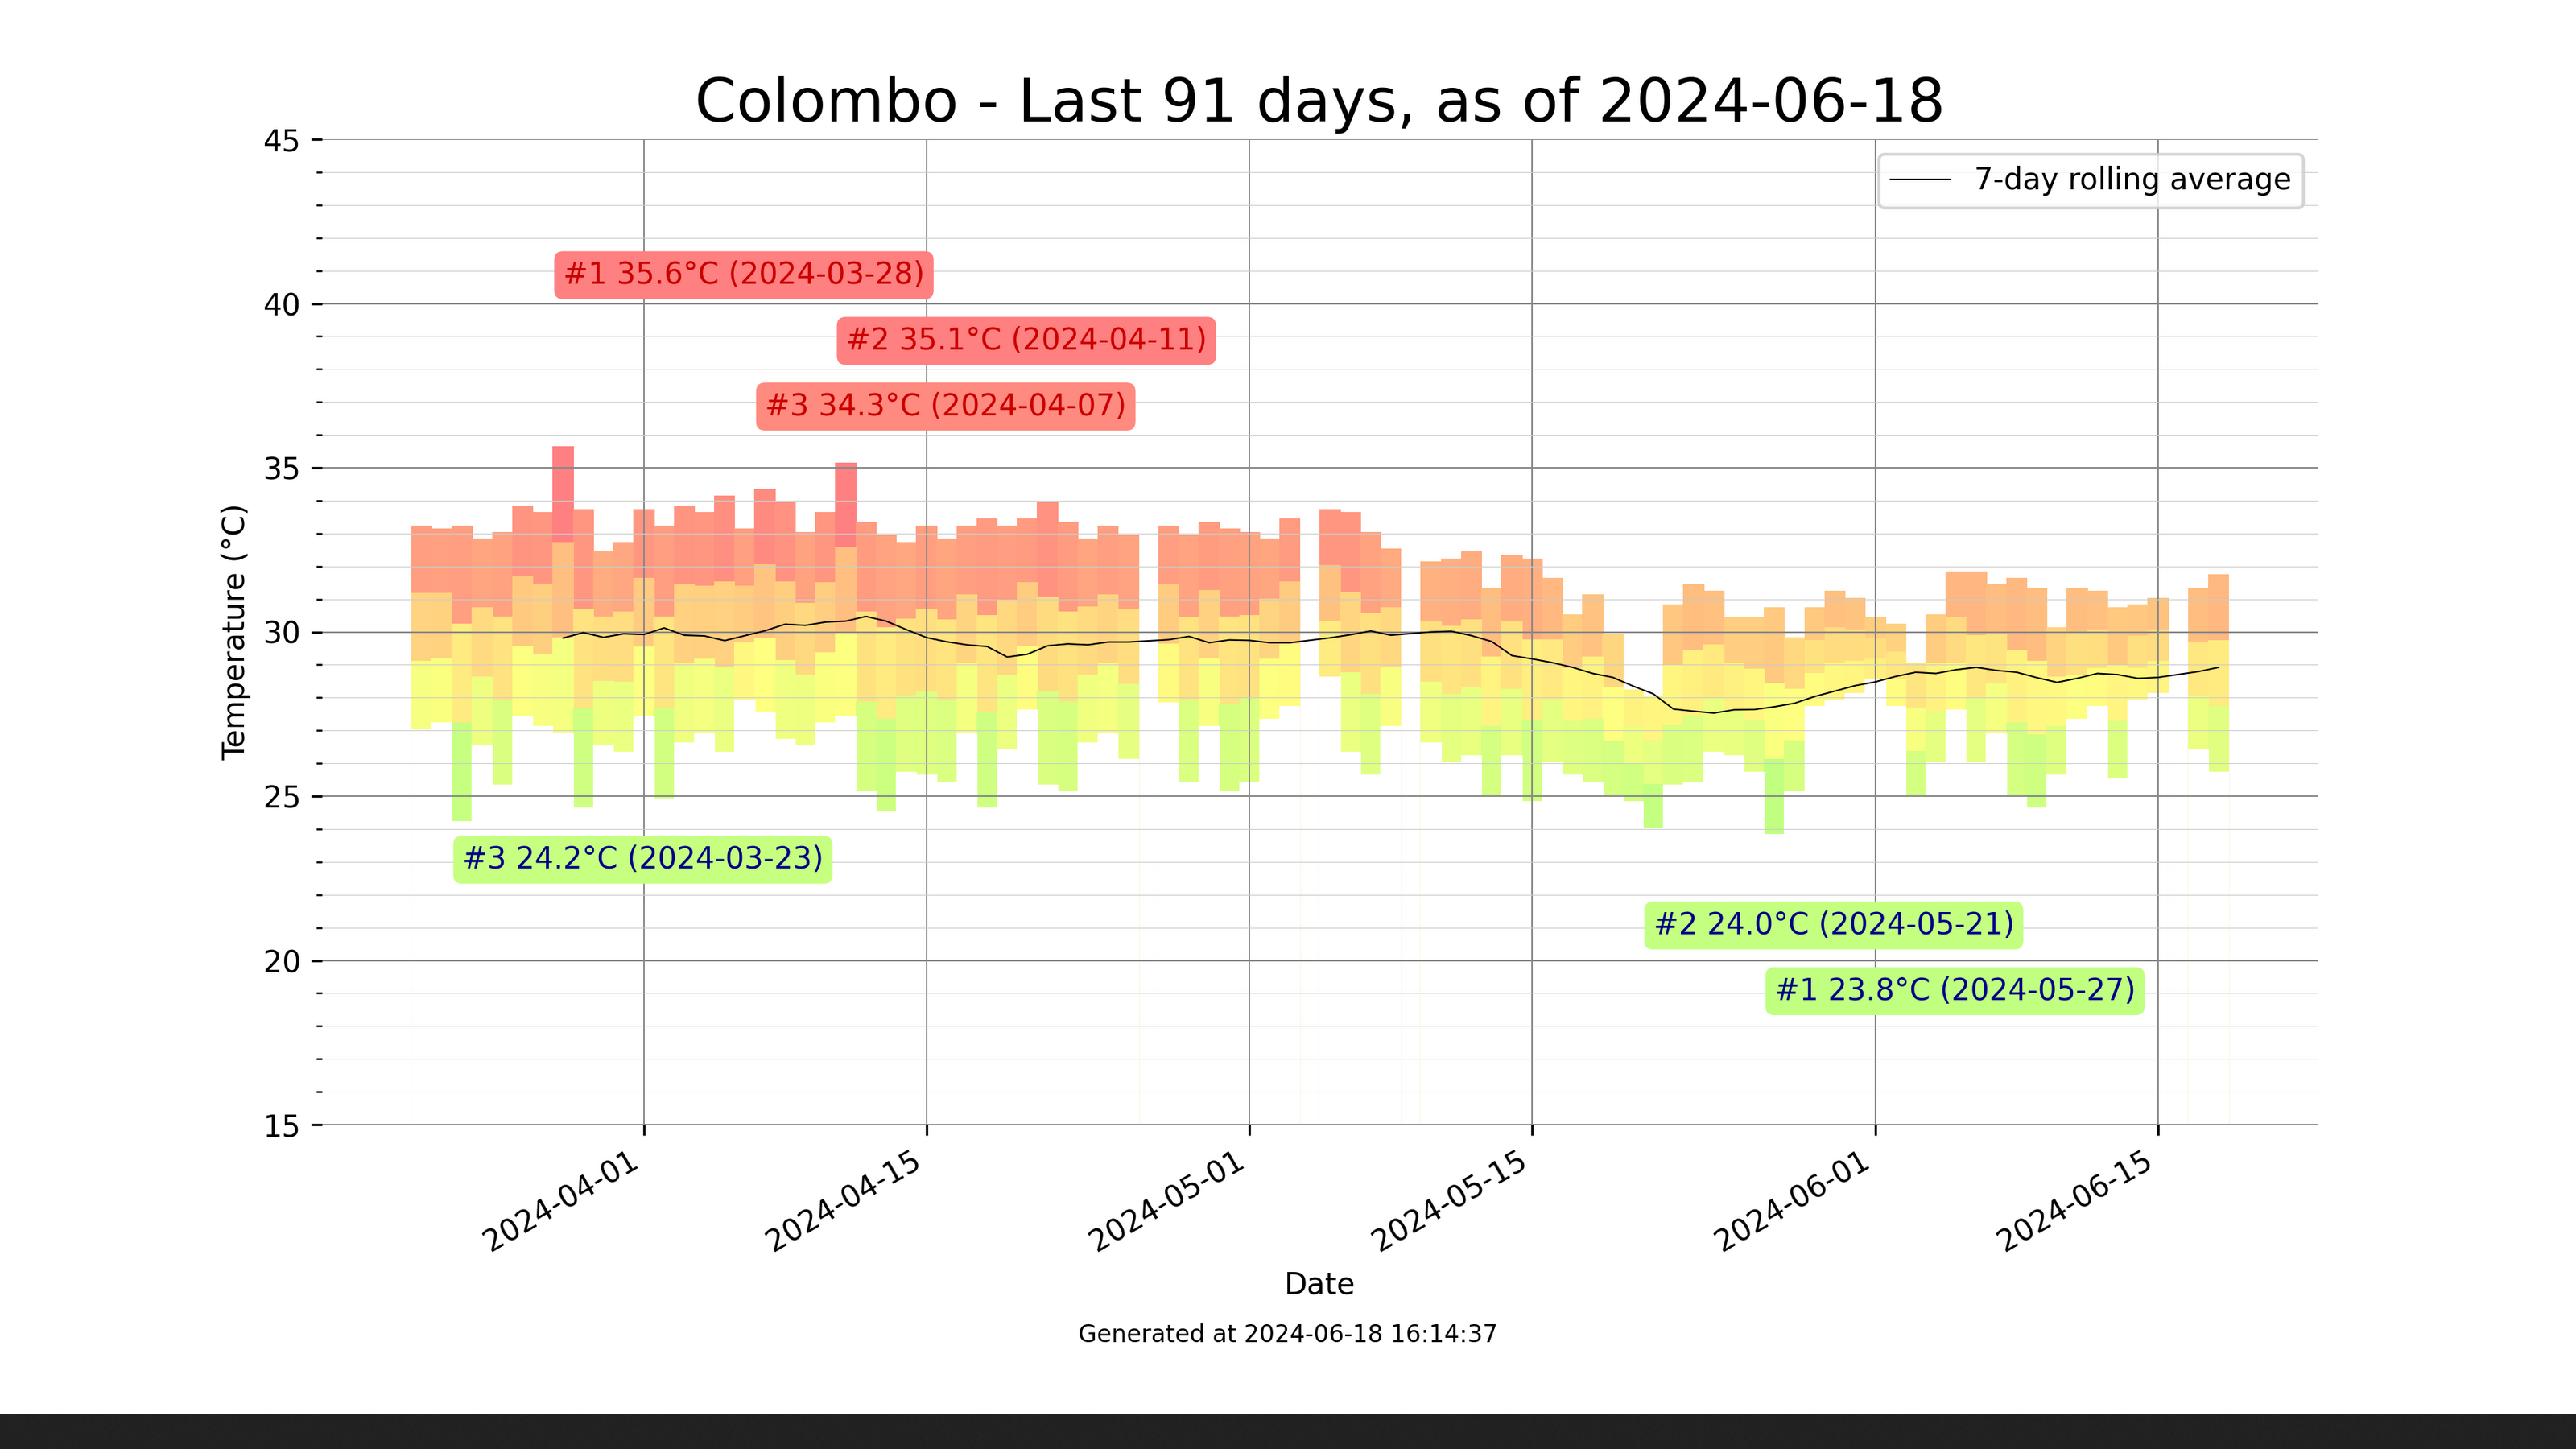 Colombo - Last 91 days, as of 2024-06-18
45
7-day rolling average
#1 35.6°C (2024-03-28)
40
#2 35.1°C (2024-04-11)
#3 34.3°C (2024-04-07)
35
Temperature (°C)
30
25
#3 24.2°C (2024-03-23)
#2 24.0°C (2024-05-21)
20
#1 23.8°C (2024-05-27)
15
2024-04-01
2024-04-15
2024-05-01
2024-05-15
2024-06-01
2024-06-15
Date
Generated at 2024-06-18 16:14:37